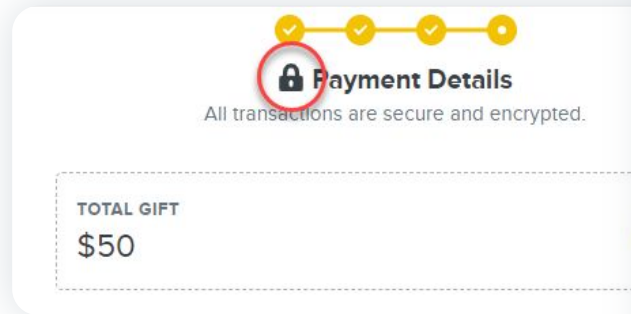 Payment Details
All transactions are secure and encrypted.
TOTAL GIFT
$50